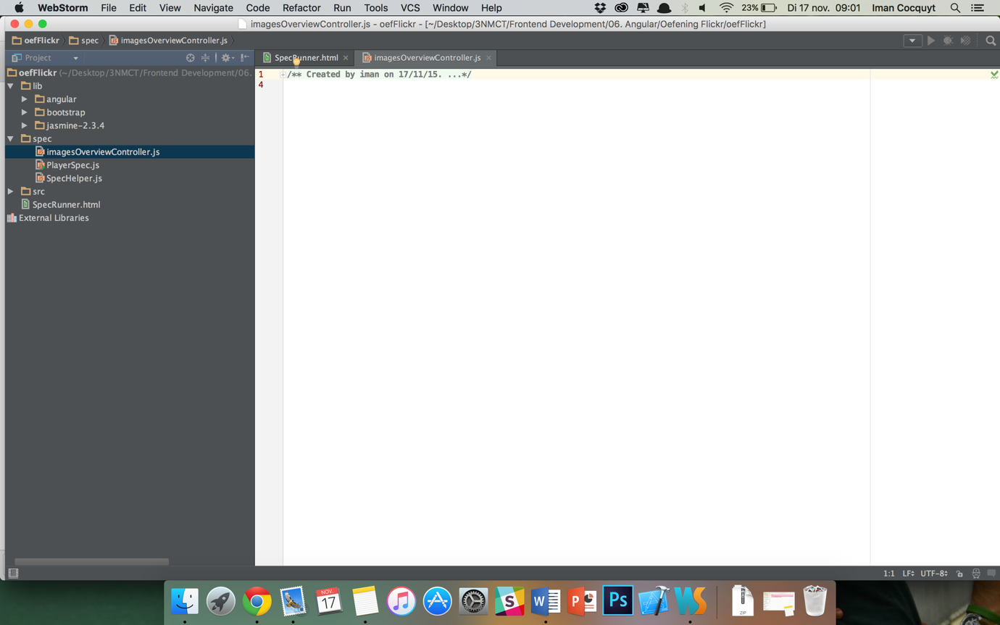 WebStorm File Edit View Navigate Code Refactor Run Tools VCS Window Help 23% Di 17 nov. 09:01 Iman Cocquyt
imagesOverviewController.js - oefFlickr - [~/Desktop/3NMCT/Frontend Development/06. Angular/Oefening Flickr/oefFlickr]
oefFlickr spec imagesOverviewController.js
Project
SpecRunner.html imagesOverviewController.js
oefFlickr (~/Desktop/3NMCT/Frontend Development/06.
lib
angular
bootstrap
jasmine-2.3.4
spec
imagesOverviewController.js
PlayerSpec.js
SpecHelper.js
src
SpecRunner.html
External Libraries
1 /** Created by iman on 17/11/15. ...*/
4
1:1 LF UTF-8
NOV.
17
S
W
P
Ps
WS
ZIP